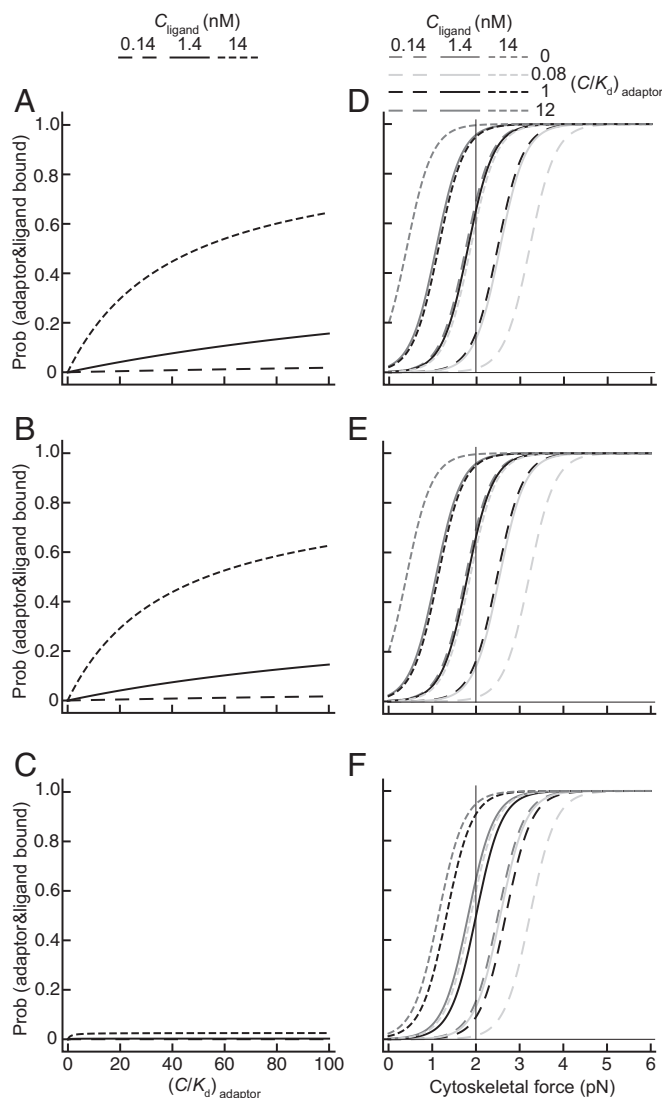 C_ligand (nM)
0.14 1.4 14
C_ligand (nM)
0.14 1.4 14
0
0.08
1
12
(C/K_d)_adaptor
A
1.0
0.8
0.6
0.4
0.2
0
Prob (adaptor&ligand bound)
D
B
1.0
0.8
0.6
0.4
0.2
0
Prob (adaptor&ligand bound)
E
C
1.0
0.8
0.6
0.4
0.2
0
Prob (adaptor&ligand bound)
0 20 40 60 80 100
(C/K_d)_adaptor
F
0 1 2 3 4 5 6
Cytoskeletal force (pN)